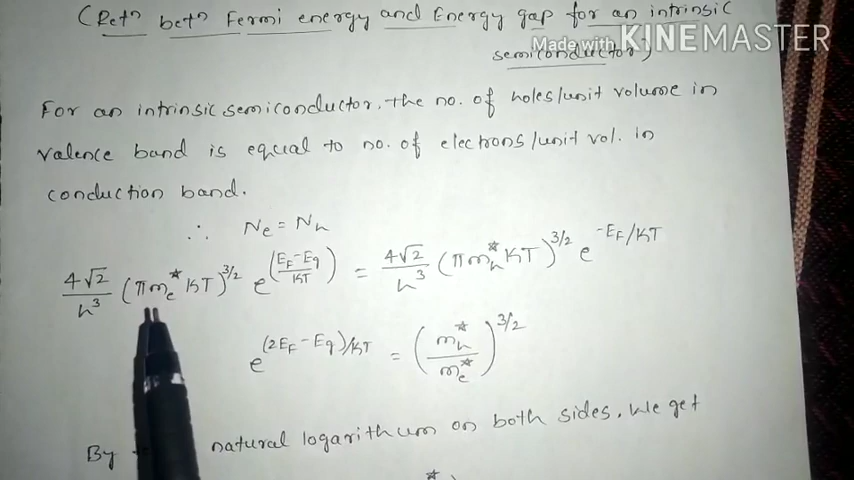 (Retⁿ betⁿ Fermi energy and Energy gap for an intrinsic
semiconductor)
Made with KINEMASTER
For an intrinsic semiconductor, the no. of holes/unit volume in
valence band is equal to no. of electrons/unit vol. in
conduction band.
∴ Ne = Nh
4√2/h³ (πme* KT)^3/2 e^((EF-Eg)/KT) = 4√2/h³ (πmh* KT)^3/2 e^-EF/KT
e^(2EF-Eg)/KT = (mh*/me*)^3/2
By natural logarithum on both sides, we get